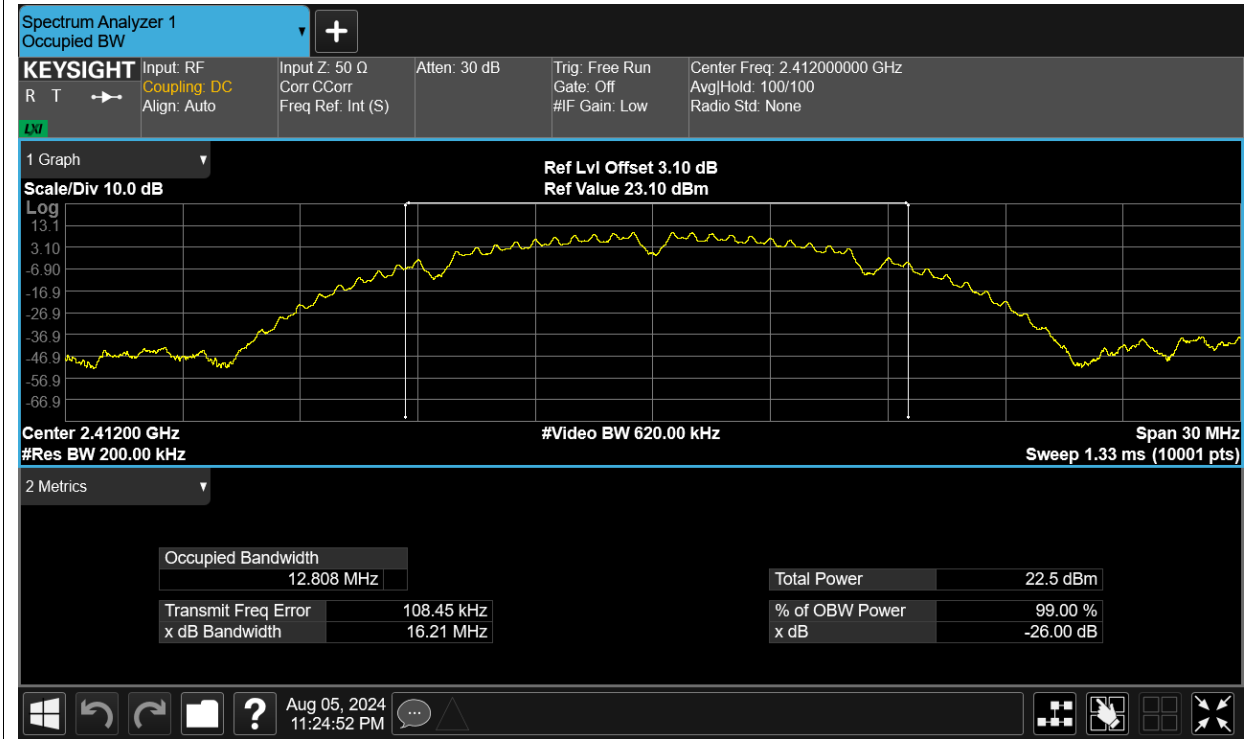 Spectrum Analyzer 1
Occupied BW
KEYSIGHT
R T
LXI
Input: RF
Coupling: DC
Align: Auto
Input Z: 50 Ω
Corr CCorr
Freq Ref: Int (S)
Atten: 30 dB
Trig: Free Run
Gate: Off
#IF Gain: Low
Center Freq: 2.412000000 GHz
Avg|Hold: 100/100
Radio Std: None
1 Graph
Scale/Div 10.0 dB
Ref Lvl Offset 3.10 dB
Ref Value 23.10 dBm
Log
13.1
3.10
-6.90
-16.9
-26.9
-36.9
-46.9
-56.9
-66.9
Center 2.41200 GHz
#Video BW 620.00 kHz
Span 30 MHz
#Res BW 200.00 kHz
Sweep 1.33 ms (10001 pts)
2 Metrics
Occupied Bandwidth
12.808 MHz
Total Power 22.5 dBm
Transmit Freq Error 108.45 kHz
% of OBW Power 99.00 %
x dB Bandwidth 16.21 MHz
x dB -26.00 dB
?
Aug 05, 2024
11:24:52 PM